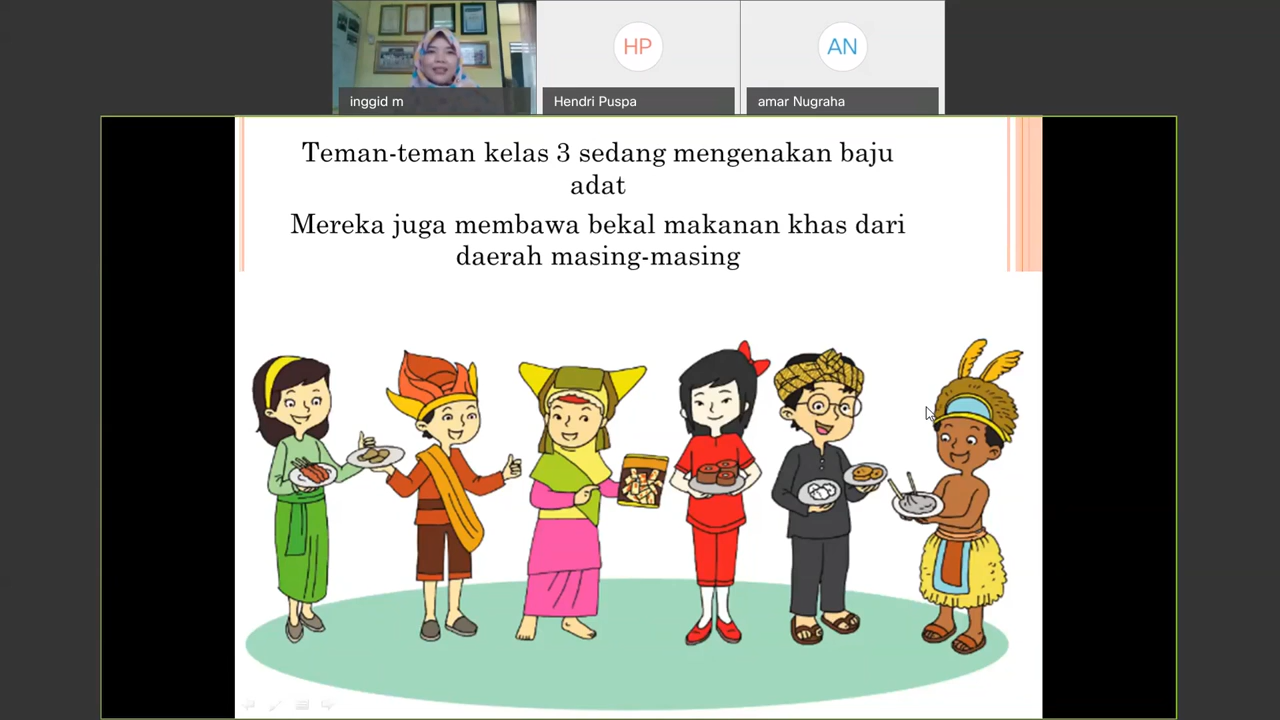 HP
AN
inggid m
Hendri Puspa
amar Nugraha
Teman-teman kelas 3 sedang mengenakan baju
adat
Mereka juga membawa bekal makanan khas dari
daerah masing-masing